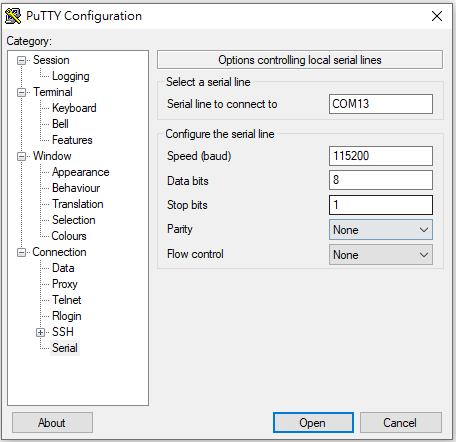 PuTTY Configuration
Category:
Session
Logging
Terminal
Keyboard
Bell
Features
Window
Appearance
Behaviour
Translation
Selection
Colours
Connection
Data
Proxy
Telnet
Rlogin
SSH
Serial
Options controlling local serial lines
Select a serial line
Serial line to connect to COM13
Configure the serial line
Speed (baud) 115200
Data bits 8
Stop bits 1
Parity None
Flow control None
About Open Cancel